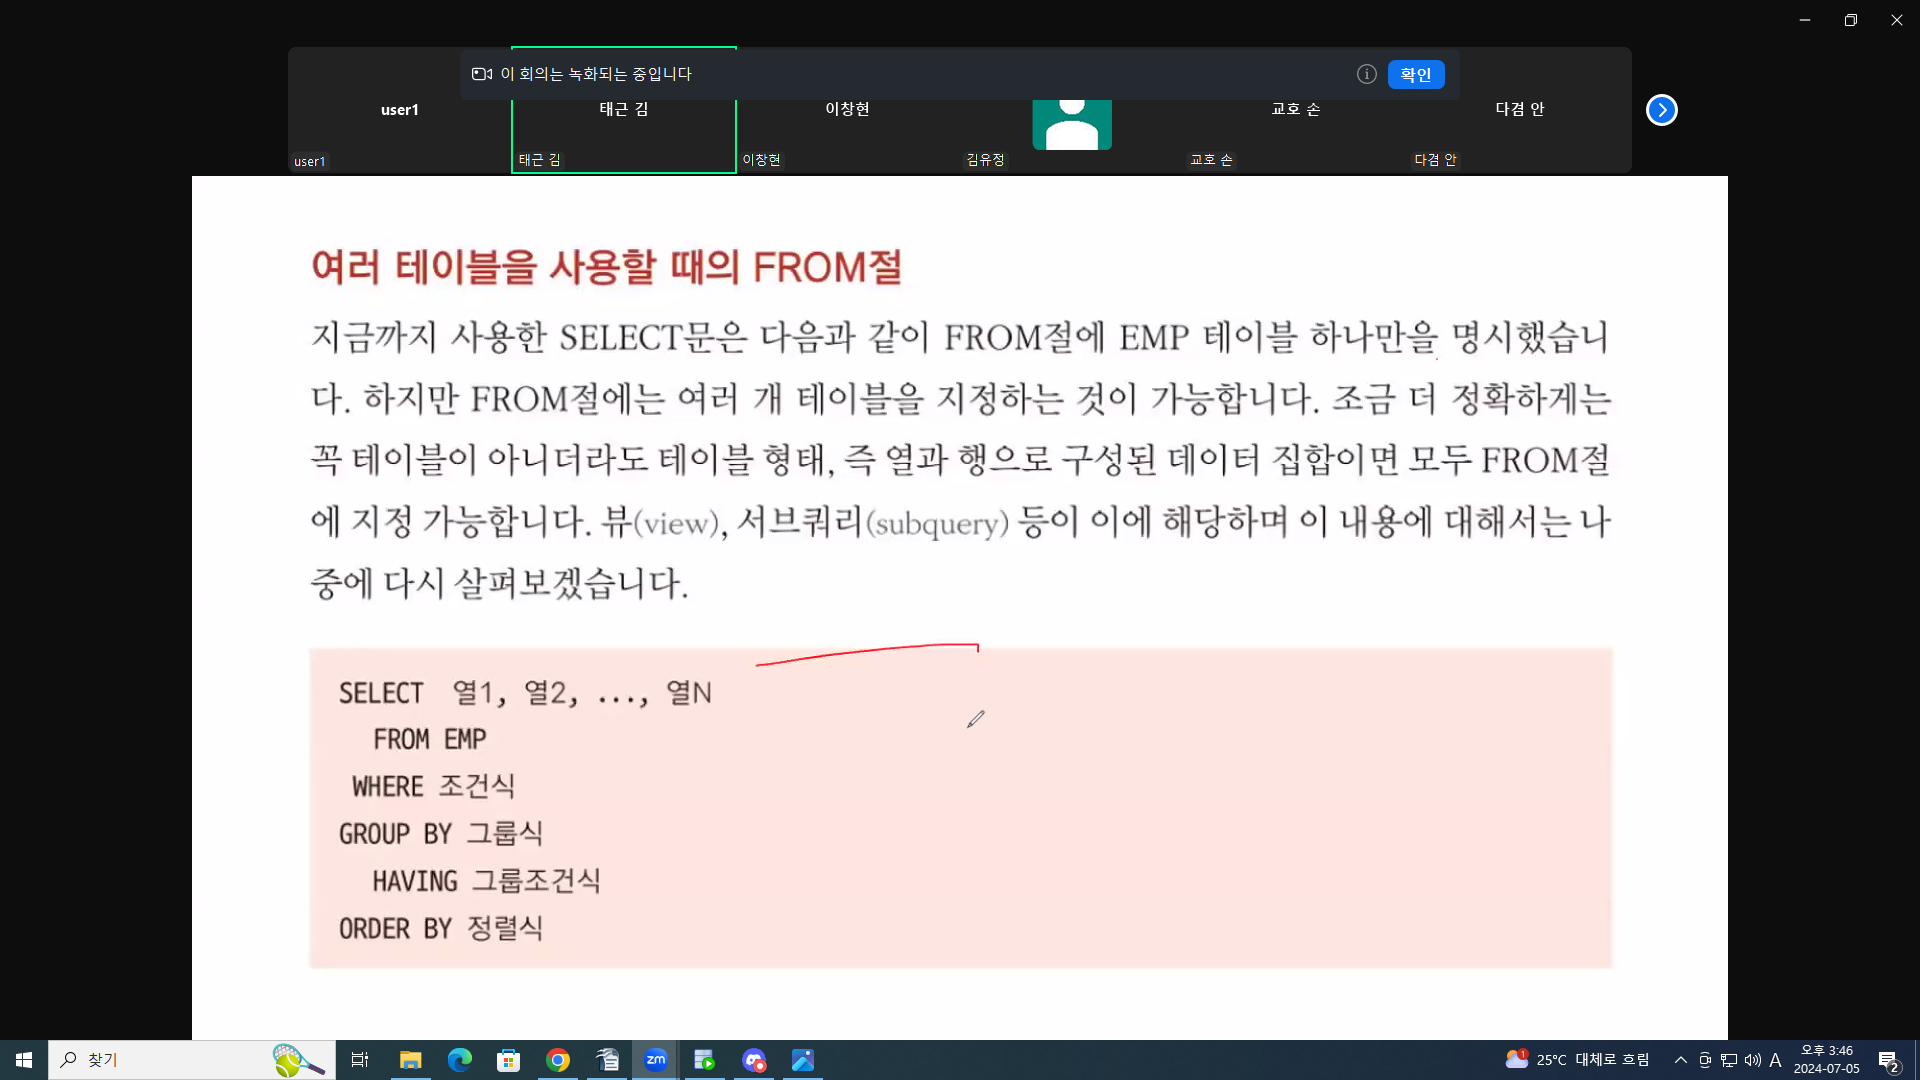 이 회의는 녹화되는 중입니다
확인
user1
태근 김
이창현
교호 손
다겸 안
user1
태근 김
이창현
김유정
교호 손
다겸 안
여러 테이블을 사용할 때의 FROM절
지금까지 사용한 SELECT문은 다음과 같이 FROM절에 EMP 테이블 하나만을 명시했습니
다. 하지만 FROM절에는 여러 개 테이블을 지정하는 것이 가능합니다. 조금 더 정확하게는
꼭 테이블이 아니더라도 테이블 형태, 즉 열과 행으로 구성된 데이터 집합이면 모두 FROM절
에 지정 가능합니다. 뷰(view), 서브쿼리(subquery) 등이 이에 해당하며 이 내용에 대해서는 나
중에 다시 살펴보겠습니다.
SELECT 열1, 열2, ..., 열N
FROM EMP
WHERE 조건식
GROUP BY 그룹식
HAVING 그룹조건식
ORDER BY 정렬식
찾기
zm
1
25°C 대체로 흐림
A
오후 3:46
2024-07-05
2